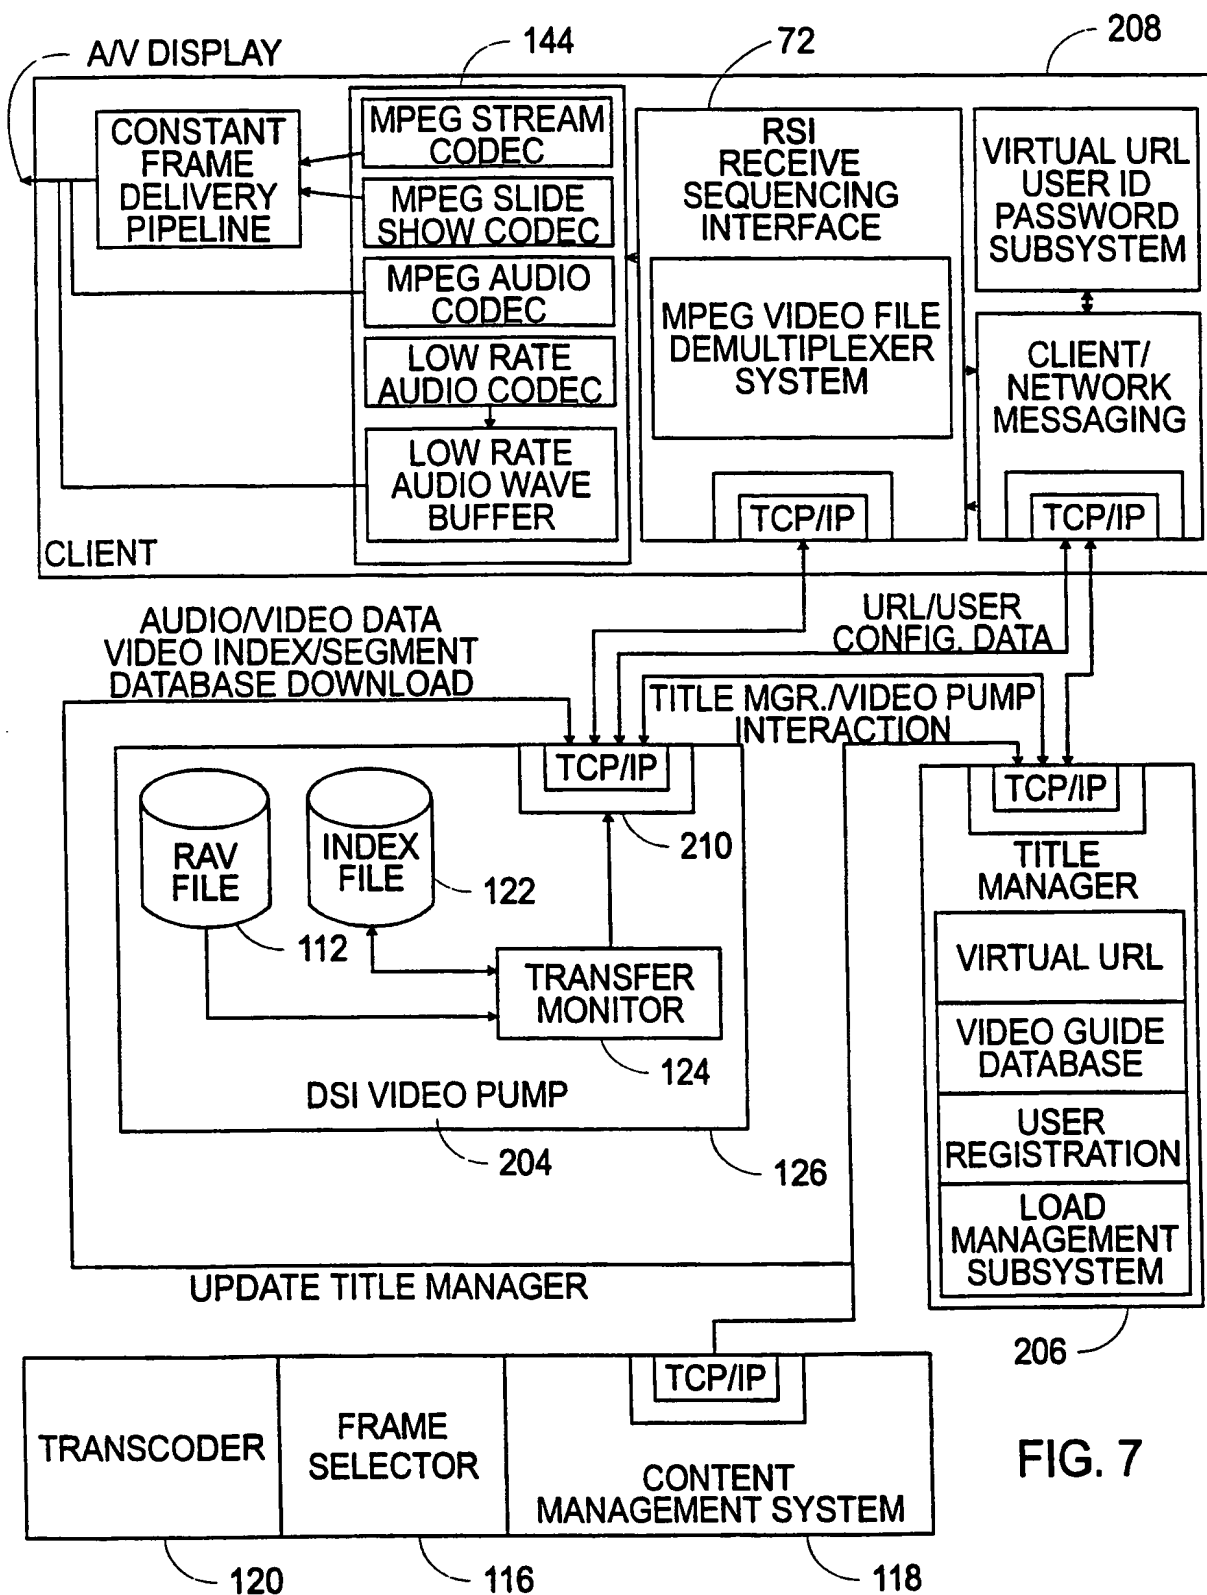 A/V DISPLAY
144
72
208
CONSTANT
FRAME
DELIVERY
PIPELINE
MPEG STREAM
CODEC
MPEG SLIDE
SHOW CODEC
MPEG AUDIO
CODEC
LOW RATE
AUDIO CODEC
LOW RATE
AUDIO WAVE
BUFFER
RSI
RECEIVE
SEQUENCING
INTERFACE
MPEG VIDEO FILE
DEMULTIPLEXER
SYSTEM
TCP/IP
VIRTUAL URL
USER ID
PASSWORD
SUBSYSTEM
CLIENT/
NETWORK
MESSAGING
TCP/IP
CLIENT
AUDIO/VIDEO DATA
VIDEO INDEX/SEGMENT
DATABASE DOWNLOAD
URL/USER
CONFIG. DATA
TITLE MGR./VIDEO PUMP
INTERACTION
TCP/IP
210
RAV
FILE
112
INDEX
FILE
122
TRANSFER
MONITOR
124
DSI VIDEO PUMP
204
126
TCP/IP
TITLE
MANAGER
VIRTUAL URL
VIDEO GUIDE
DATABASE
USER
REGISTRATION
LOAD
MANAGEMENT
SUBSYSTEM
206
UPDATE TITLE MANAGER
TRANSCODER
FRAME
SELECTOR
TCP/IP
CONTENT
MANAGEMENT SYSTEM
120
116
118
FIG. 7